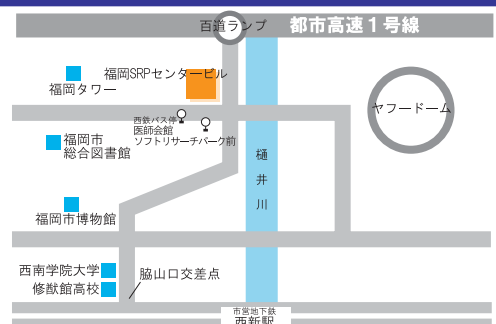 百道ランプ 都市高速1号線
福岡SRPセンタービル
福岡タワー
ヤフードーム
西鉄バス停
医師会館
ソフトリサーチパーク前
福岡市
総合図書館
樋井川
福岡市博物館
西南学院大学
脇山口交差点
修猷館高校
市営地下鉄
西新駅